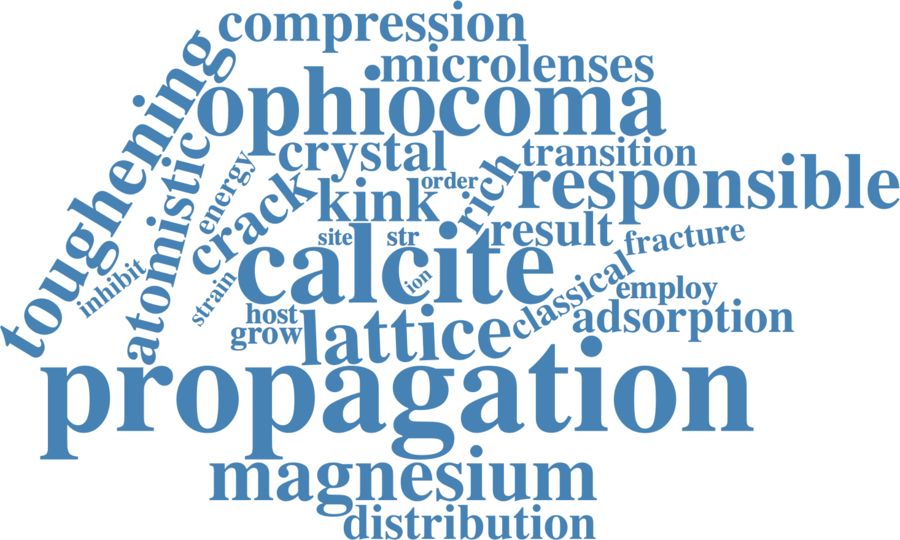 compression
microlenses
toughening
ophiocoma
crystal
transition
atomistic
energy
crack
kink
order
rich
responsible
site
str
result
fracture
inhibit
strain
calcite
ion
classical
employ
host
grow
lattice
adsorption
propagation
magnesium
distribution